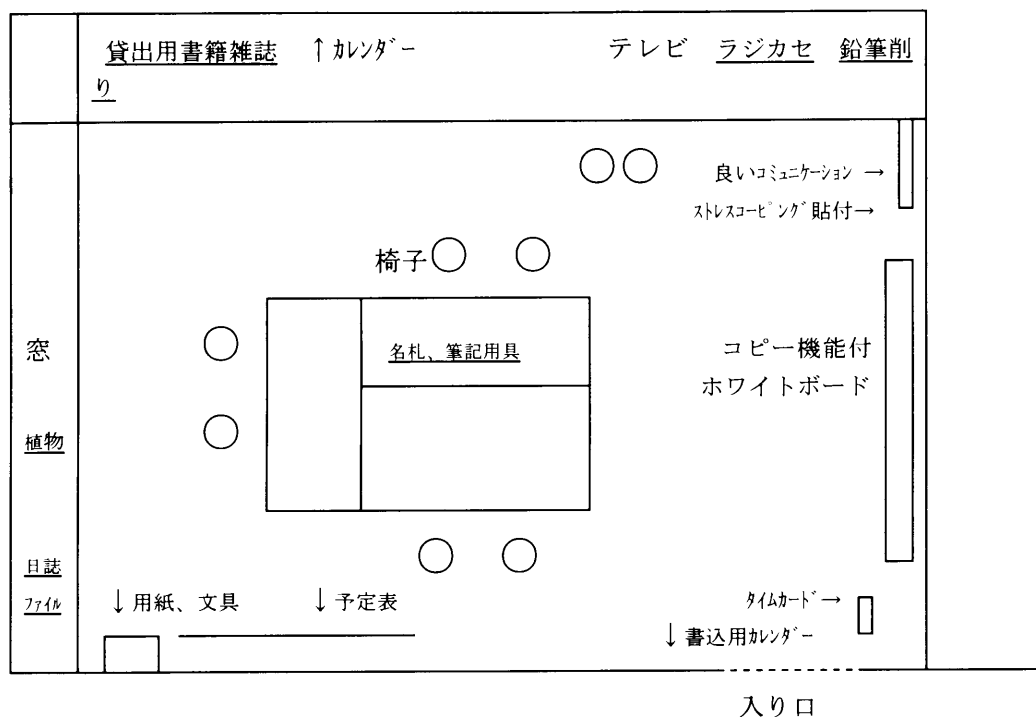 貸出用書籍雑誌 ↑カレンダー テレビ ラジカセ 鉛筆削
り
良いコミュニケーション →
ストレスコーピング貼付→
椅子
窓
名札、筆記用具
コピー機能付
ホワイトボード
植物
日誌
ファイル
↓用紙、文具 ↓予定表
タイムカード→
↓書込用カレンダー
入り口